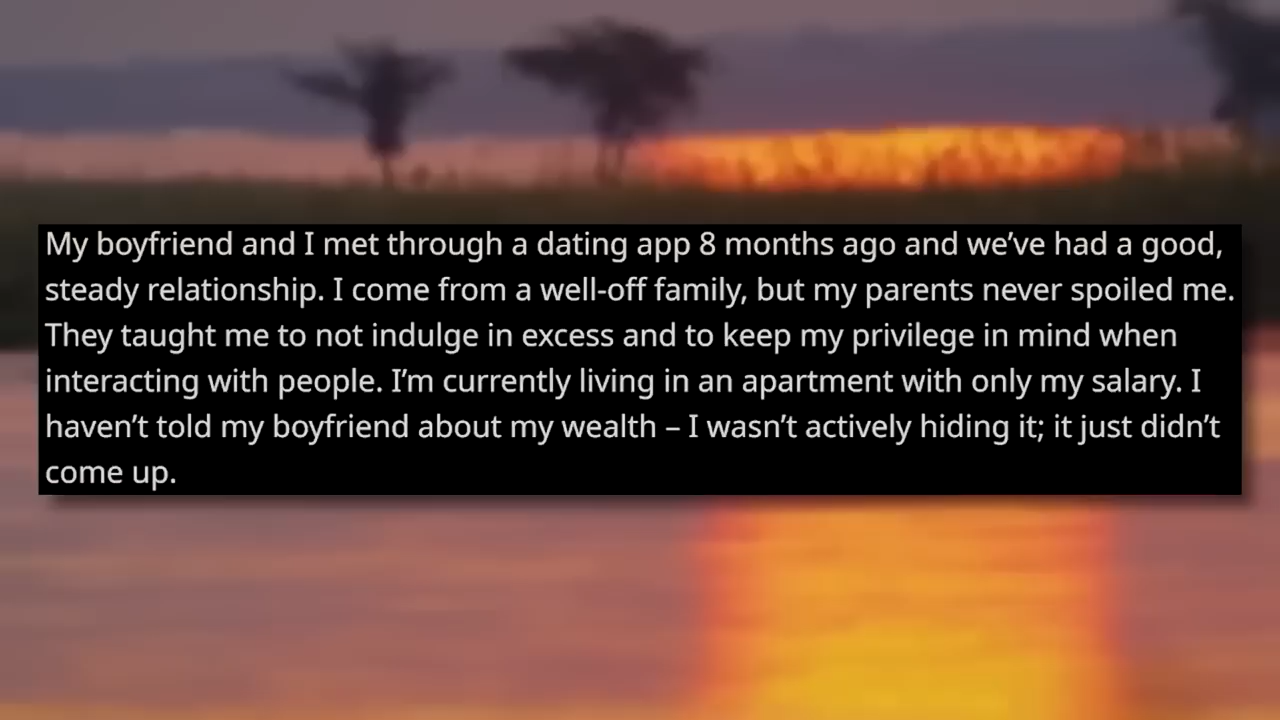 My boyfriend and I met through a dating app 8 months ago and we’ve had a good,
steady relationship. I come from a well-off family, but my parents never spoiled me.
They taught me to not indulge in excess and to keep my privilege in mind when
interacting with people. I’m currently living in an apartment with only my salary. I
haven’t told my boyfriend about my wealth – I wasn’t actively hiding it; it just didn’t
come up.